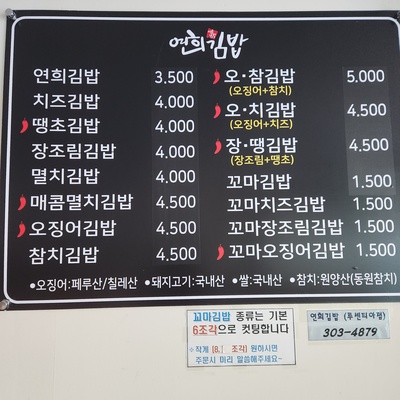 연희김밥
연희김밥 3.500
치즈김밥 4.000
땡초김밥 4.000
장조림김밥 4.000
멸치김밥 4.000
매콤멸치김밥 4.500
오징어김밥 4.500
참치김밥 4.500
오·참김밥 5.000
(오징어+참치)
오·치김밥 4.500
(오징어+치즈)
장·땡김밥 4.500
(장조림+땡초)
꼬마김밥 1.500
꼬마치즈김밥 1.500
꼬마장조림김밥 1.500
꼬마오징어김밥 1.500
•오징어:페루산/칠레산 •돼지고기:국내산 •쌀:국내산 •참치:원양산(동원참치)
꼬마김밥 종류는 기본
6조각으로 컷팅합니다
작게 [8, 조각] 원하시면
주문시 미리 말씀해주세요~
연희김밥 (푸센티아점)
303-4879